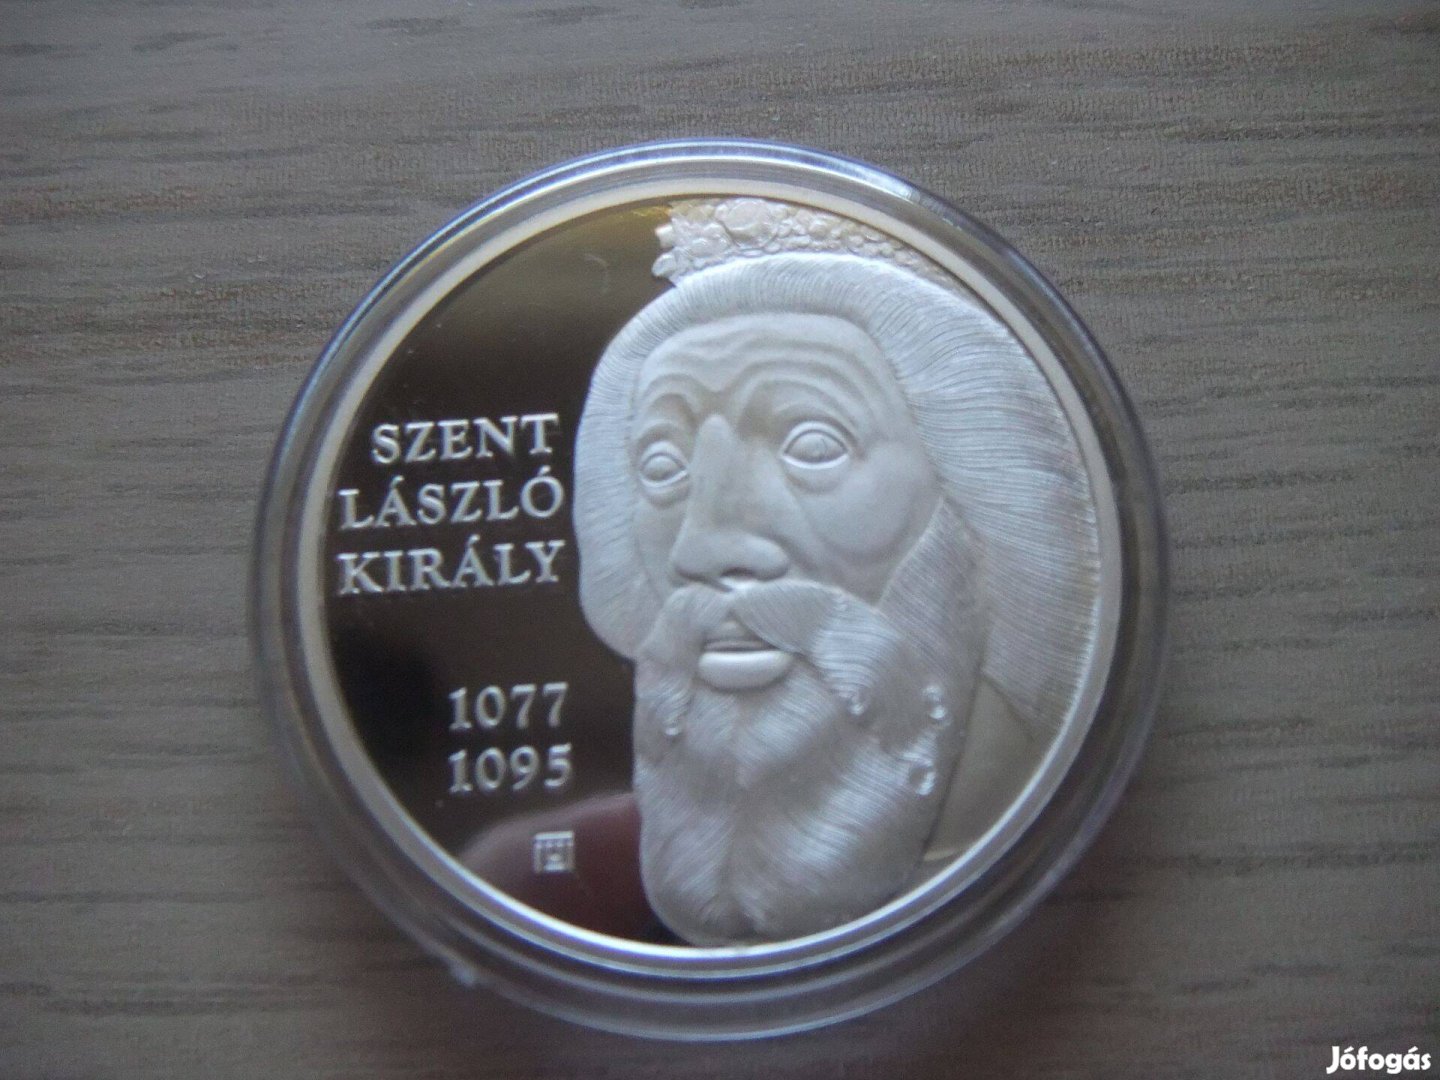 SZENT
LÁSZLÓ
KIRÁLY
1077
1095
Jófogás